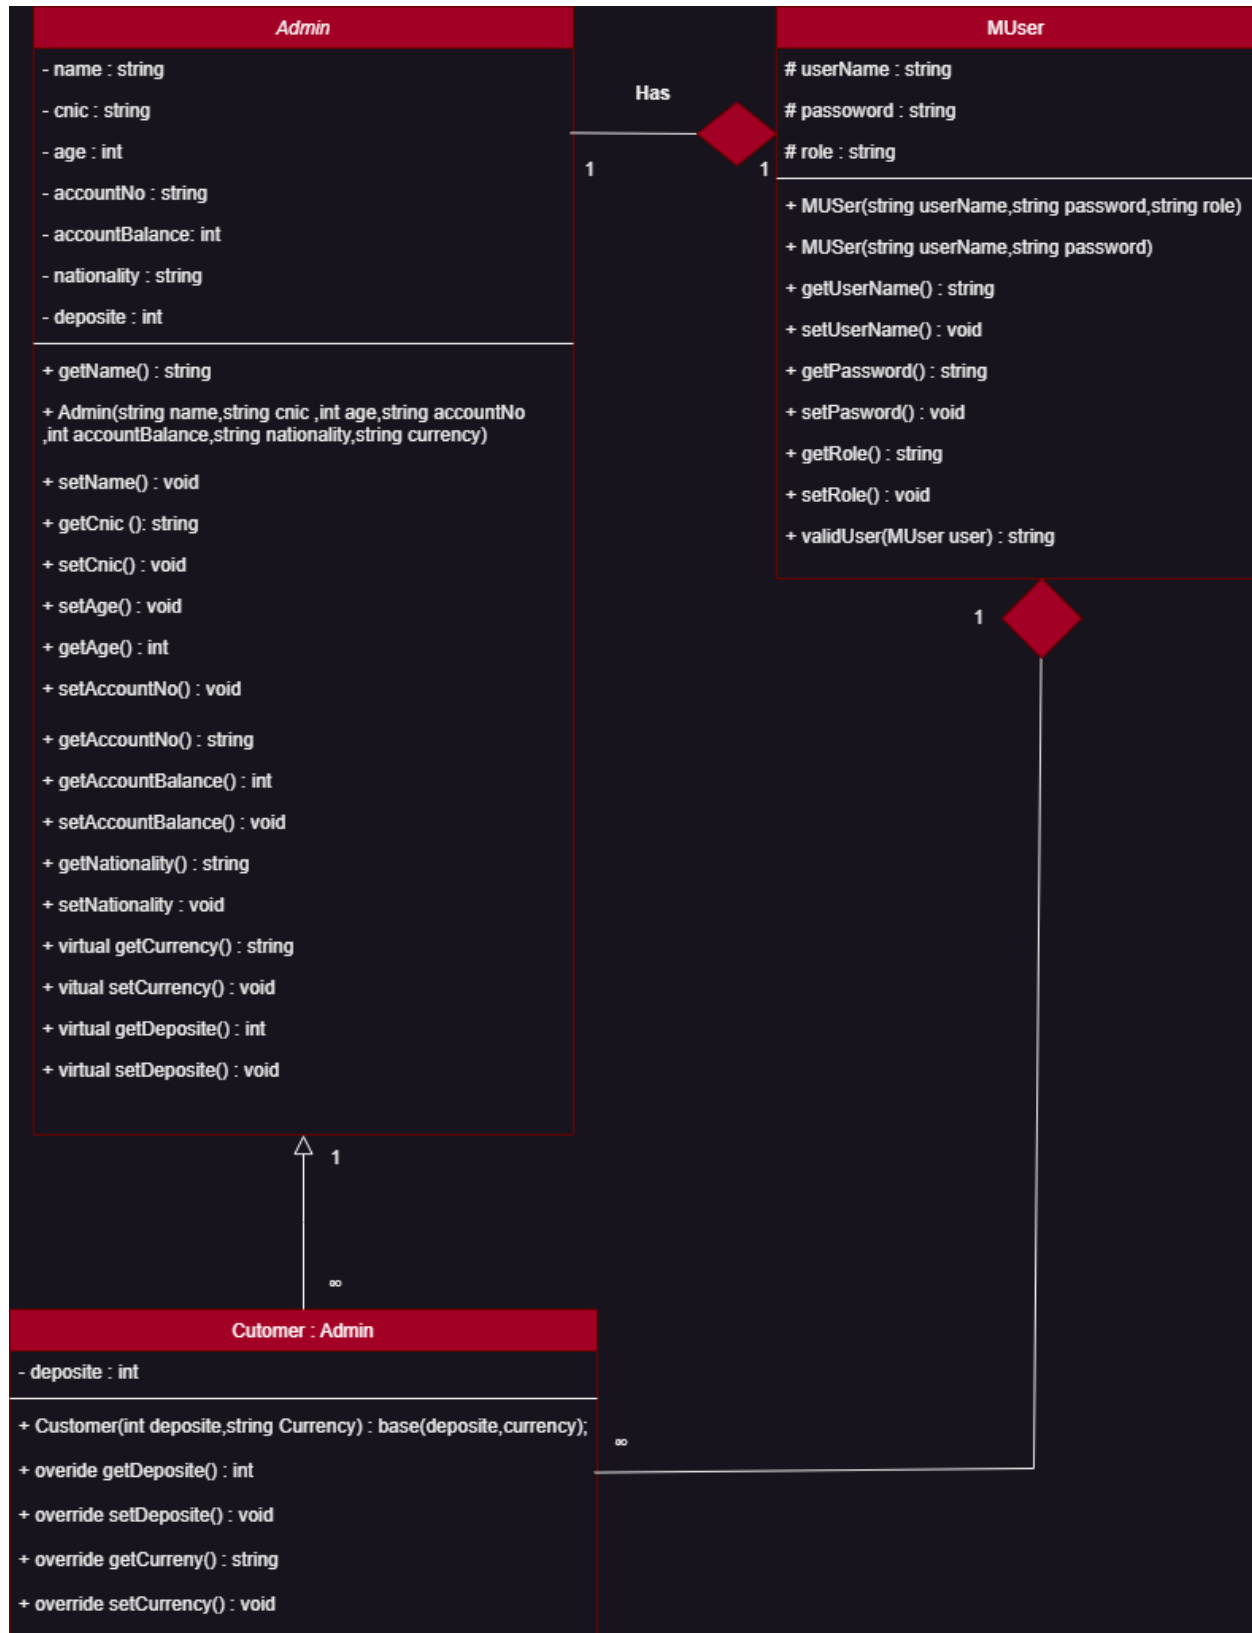 Admin
- name : string
- cnic : string
- age : int
- accountNo : string
- accountBalance: int
- nationality : string
- deposite : int
+ getName() : string
+ Admin(string name,string cnic ,int age,string accountNo
,int accountBalance,string nationality,string currency)
+ setName() : void
+ getCnic (): string
+ setCnic() : void
+ setAge() : void
+ getAge() : int
+ setAccountNo() : void
+ getAccountNo() : string
+ getAccountBalance() : int
+ setAccountBalance() : void
+ getNationality() : string
+ setNationality : void
+ virtual getCurrency() : string
+ vitual setCurrency() : void
+ virtual getDeposite() : int
+ virtual setDeposite() : void
Has
1
1
MUser
# userName : string
# passoword : string
# role : string
+ MUSer(string userName,string password,string role)
+ MUSer(string userName,string password)
+ getUserName() : string
+ setUserName() : void
+ getPassword() : string
+ setPasword() : void
+ getRole() : string
+ setRole() : void
+ validUser(MUser user) : string
1
1
∞
Cutomer : Admin
- deposite : int
+ Customer(int deposite,string Currency) : base(deposite,currency);
+ overide getDeposite() : int
+ override setDeposite() : void
+ override getCurreny() : string
+ override setCurrency() : void
∞